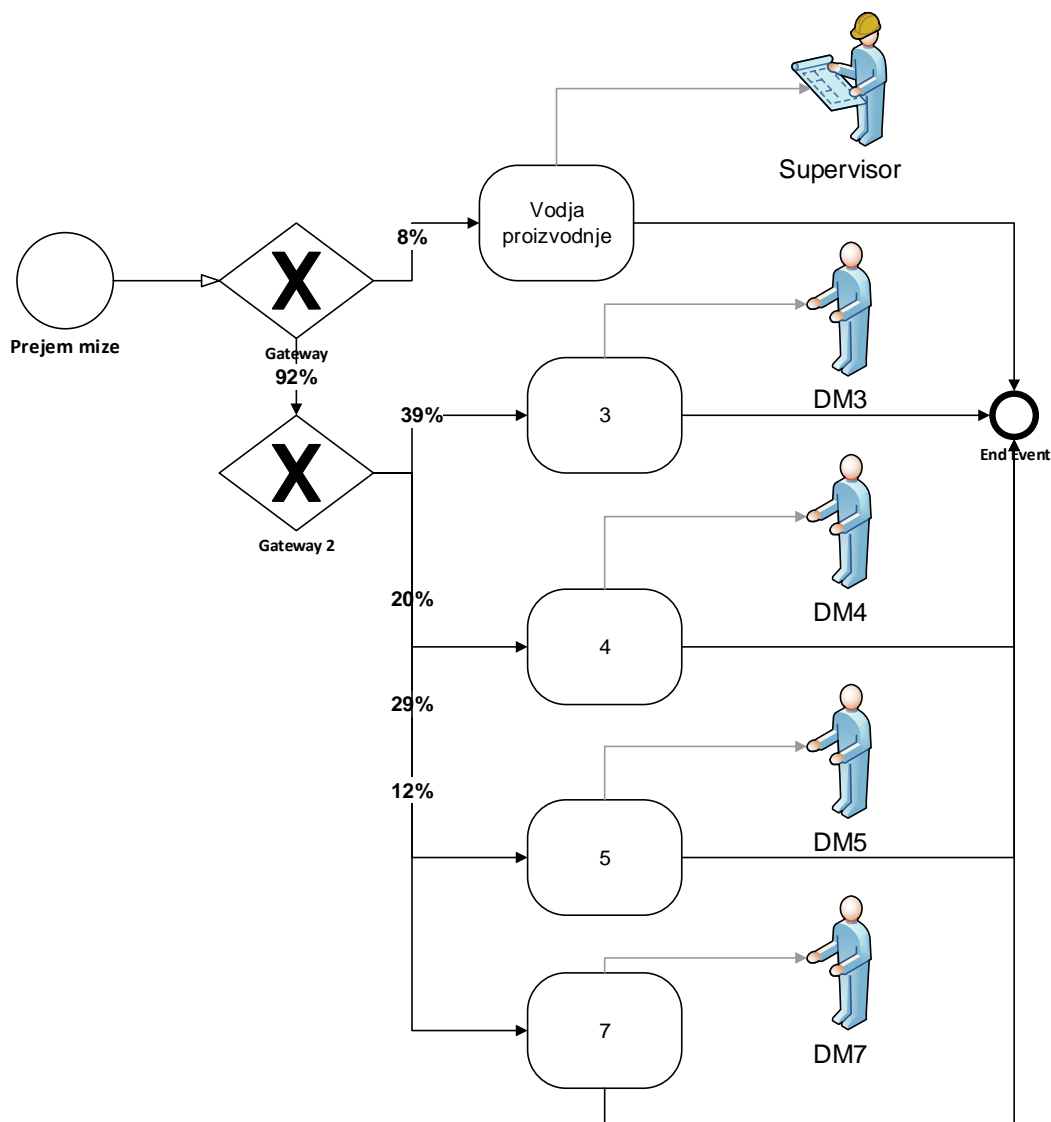 Supervisor
Vodja
proizvodnje
8%
Prejem mize
Gateway
92%
39%
3
DM3
End Event
X
X
Gateway 2
20%
4
DM4
29%
12%
5
DM5
7
DM7